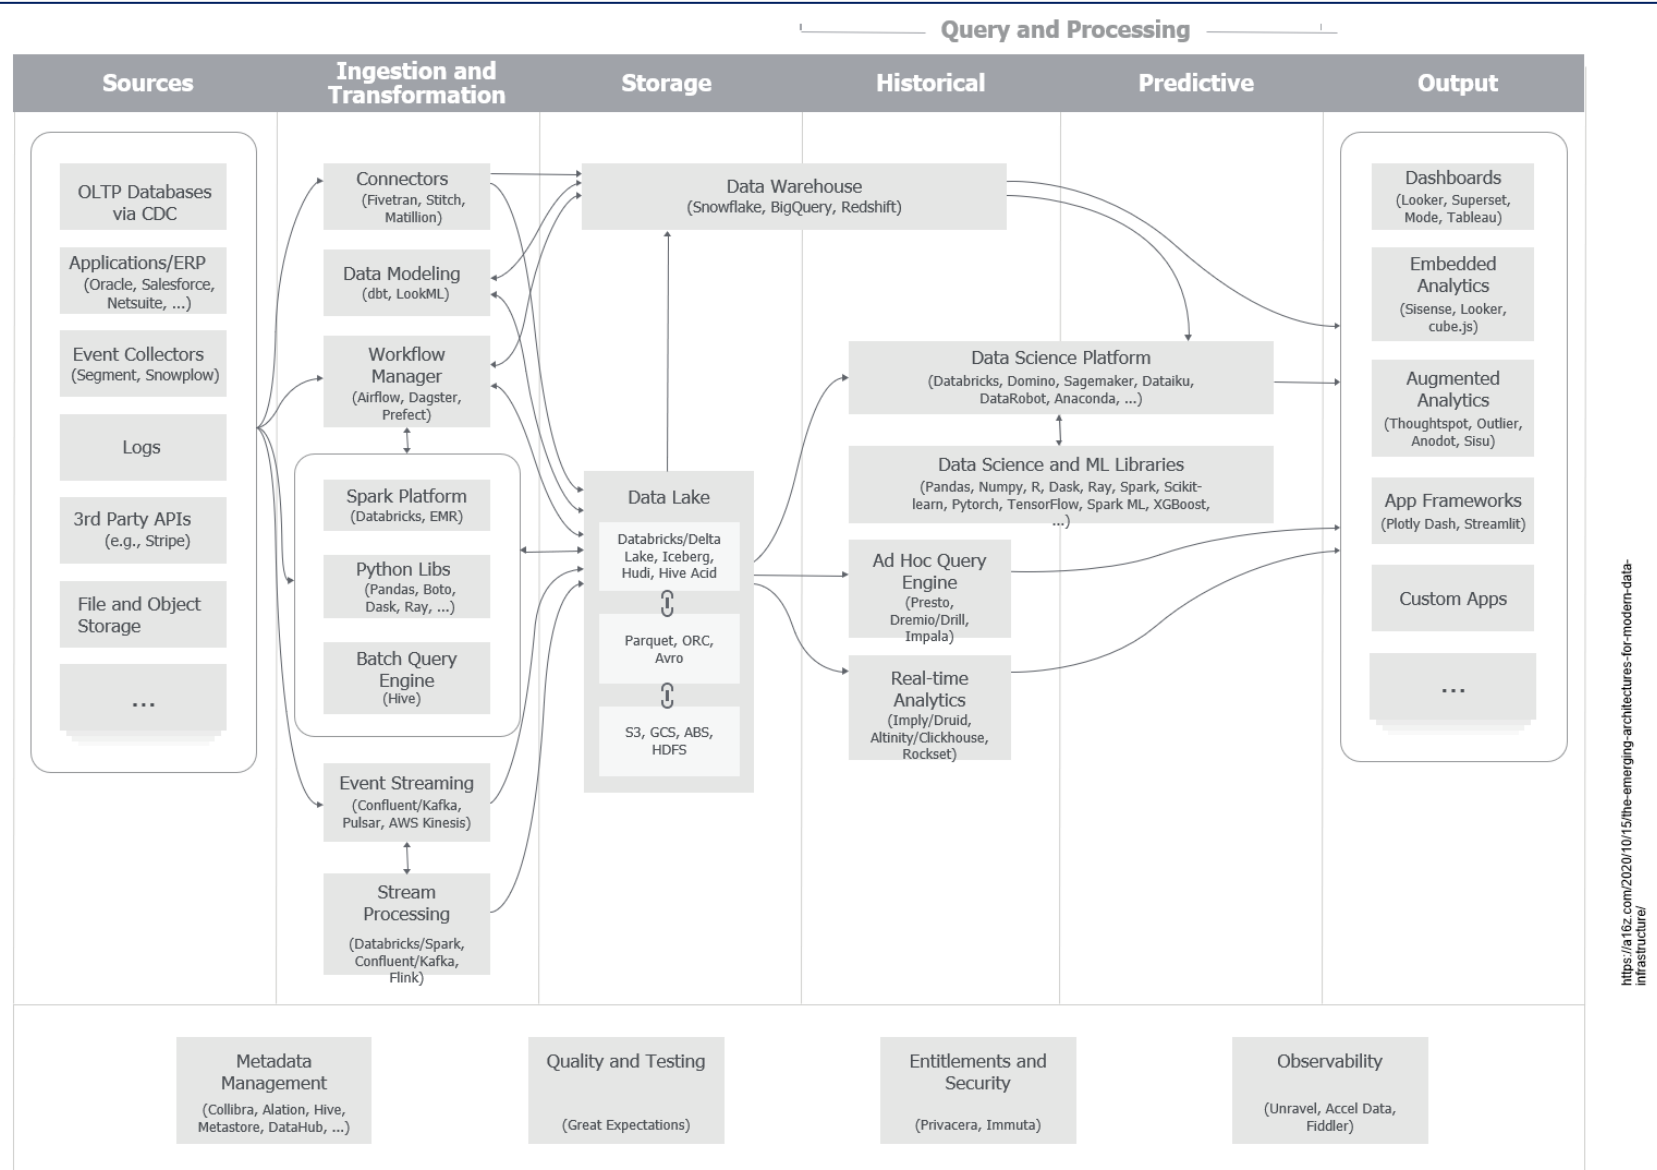 Query and Processing
Sources
Ingestion and
Transformation
Storage
Historical
Predictive
Output
OLTP Databases
via CDC
Applications/ERP
(Oracle, Salesforce,
Netsuite, ...)
Event Collectors
(Segment, Snowplow)
Logs
3rd Party APIs
(e.g., Stripe)
File and Object
Storage
...
Connectors
(Fivetran, Stitch,
Matillion)
Data Modeling
(dbt, LookML)
Workflow
Manager
(Airflow, Dagster,
Prefect)
Spark Platform
(Databricks, EMR)
Python Libs
(Pandas, Boto,
Dask, Ray, ...)
Batch Query
Engine
(Hive)
Event Streaming
(Confluent/Kafka,
Pulsar, AWS Kinesis)
Stream
Processing
(Databricks/Spark,
Confluent/Kafka,
Flink)
Data Warehouse
(Snowflake, BigQuery, Redshift)
Data Lake
Databricks/Delta
Lake, Iceberg,
Hudi, Hive Acid
Parquet, ORC,
Avro
S3, GCS, ABS,
HDFS
Data Science Platform
(Databricks, Domino, Sagemaker, Dataiku,
DataRobot, Anaconda, ...)
Data Science and ML Libraries
(Pandas, Numpy, R, Dask, Ray, Spark, Scikit-
learn, Pytorch, TensorFlow, Spark ML, XGBoost,
...)
Ad Hoc Query
Engine
(Presto,
Dremio/Drill,
Impala)
Real-time
Analytics
(Imply/Druid,
Altinity/Clickhouse,
Rockset)
Dashboards
(Looker, Superset,
Mode, Tableau)
Embedded
Analytics
(Sisense, Looker,
cube.js)
Augmented
Analytics
(Thoughtspot, Outlier,
Anodot, Sisu)
App Frameworks
(Plotly Dash, Streamlit)
Custom Apps
...
Metadata
Management
(Collibra, Alation, Hive,
Metastore, DataHub, ...)
Quality and Testing
(Great Expectations)
Entitlements and
Security
(Privacera, Immuta)
Observability
(Unravel, Accel Data,
Fiddler)
https://a16z.com/2020/10/15/the-emerging-architectures-for-modern-data-
infrastructure/